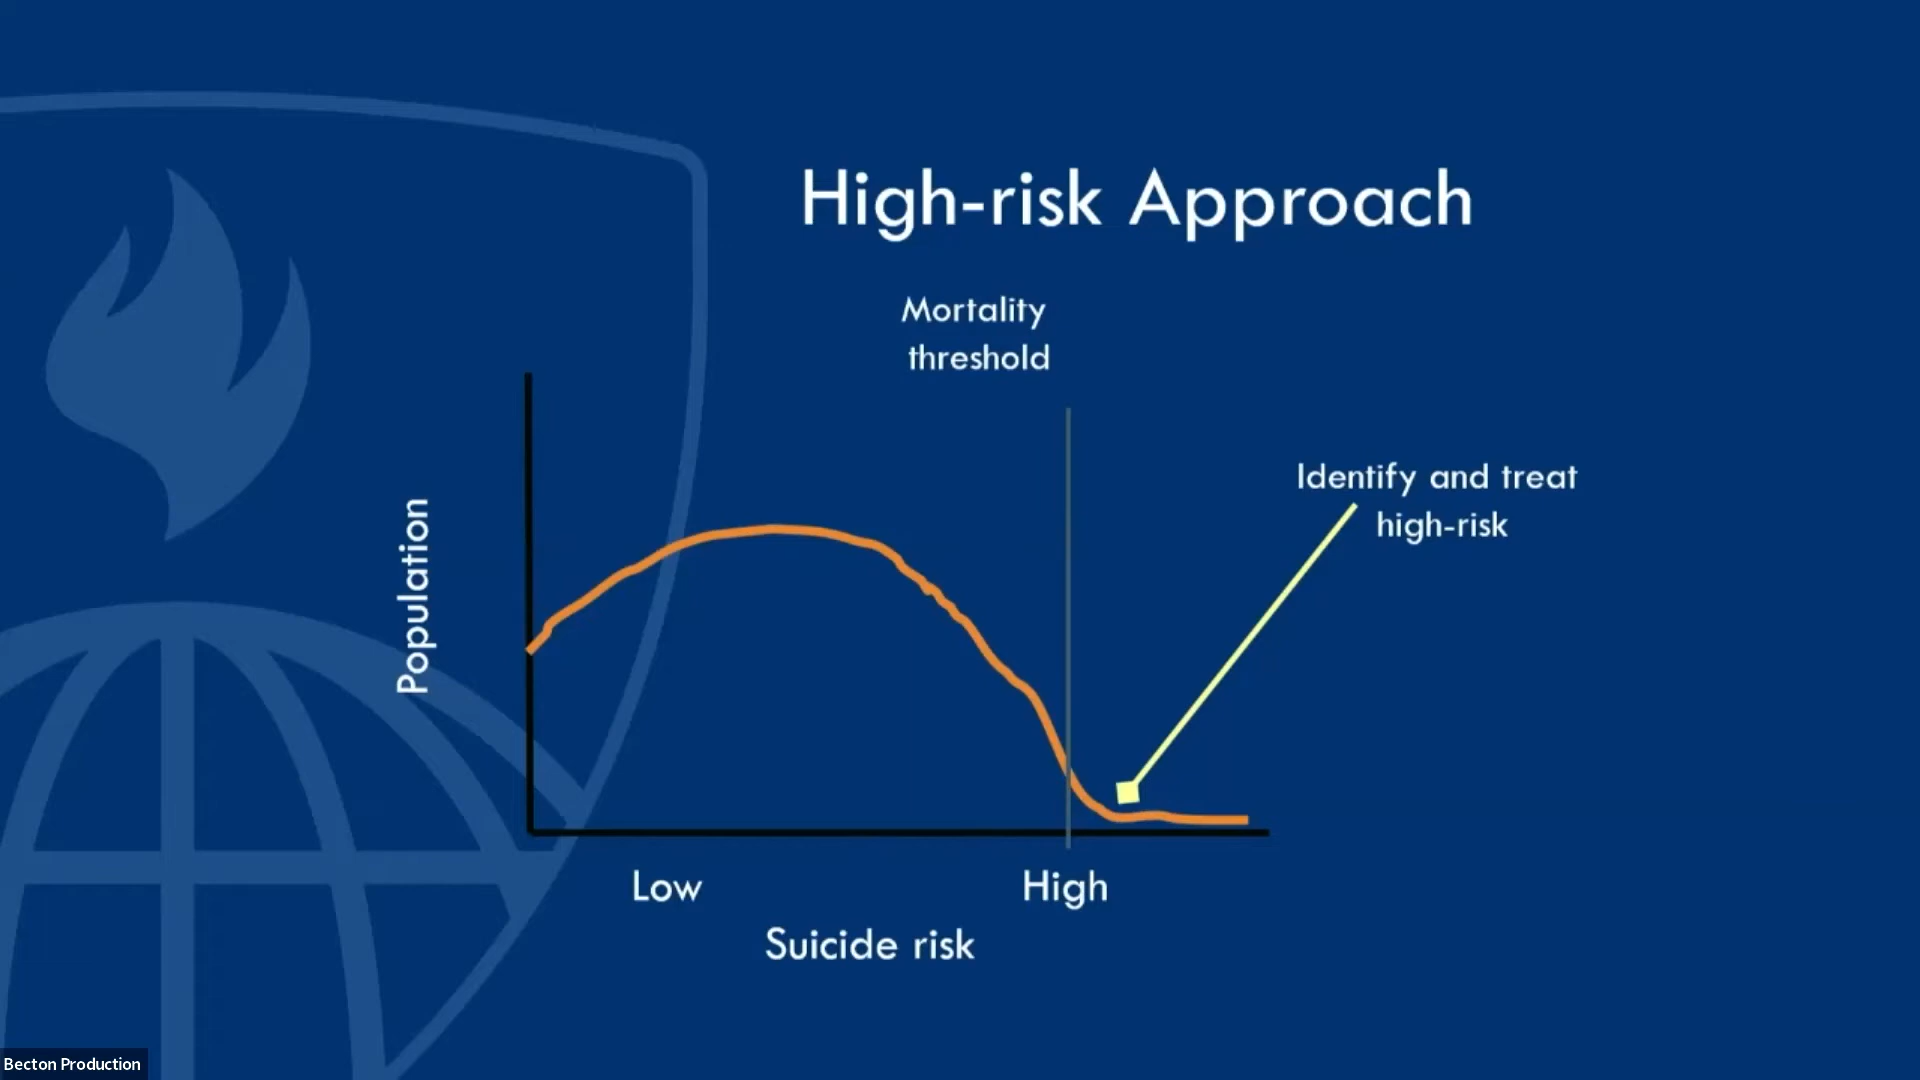 High-risk Approach
Mortality
threshold
Identify and treat
high-risk
Population
Low
High
Suicide risk
Becton Production